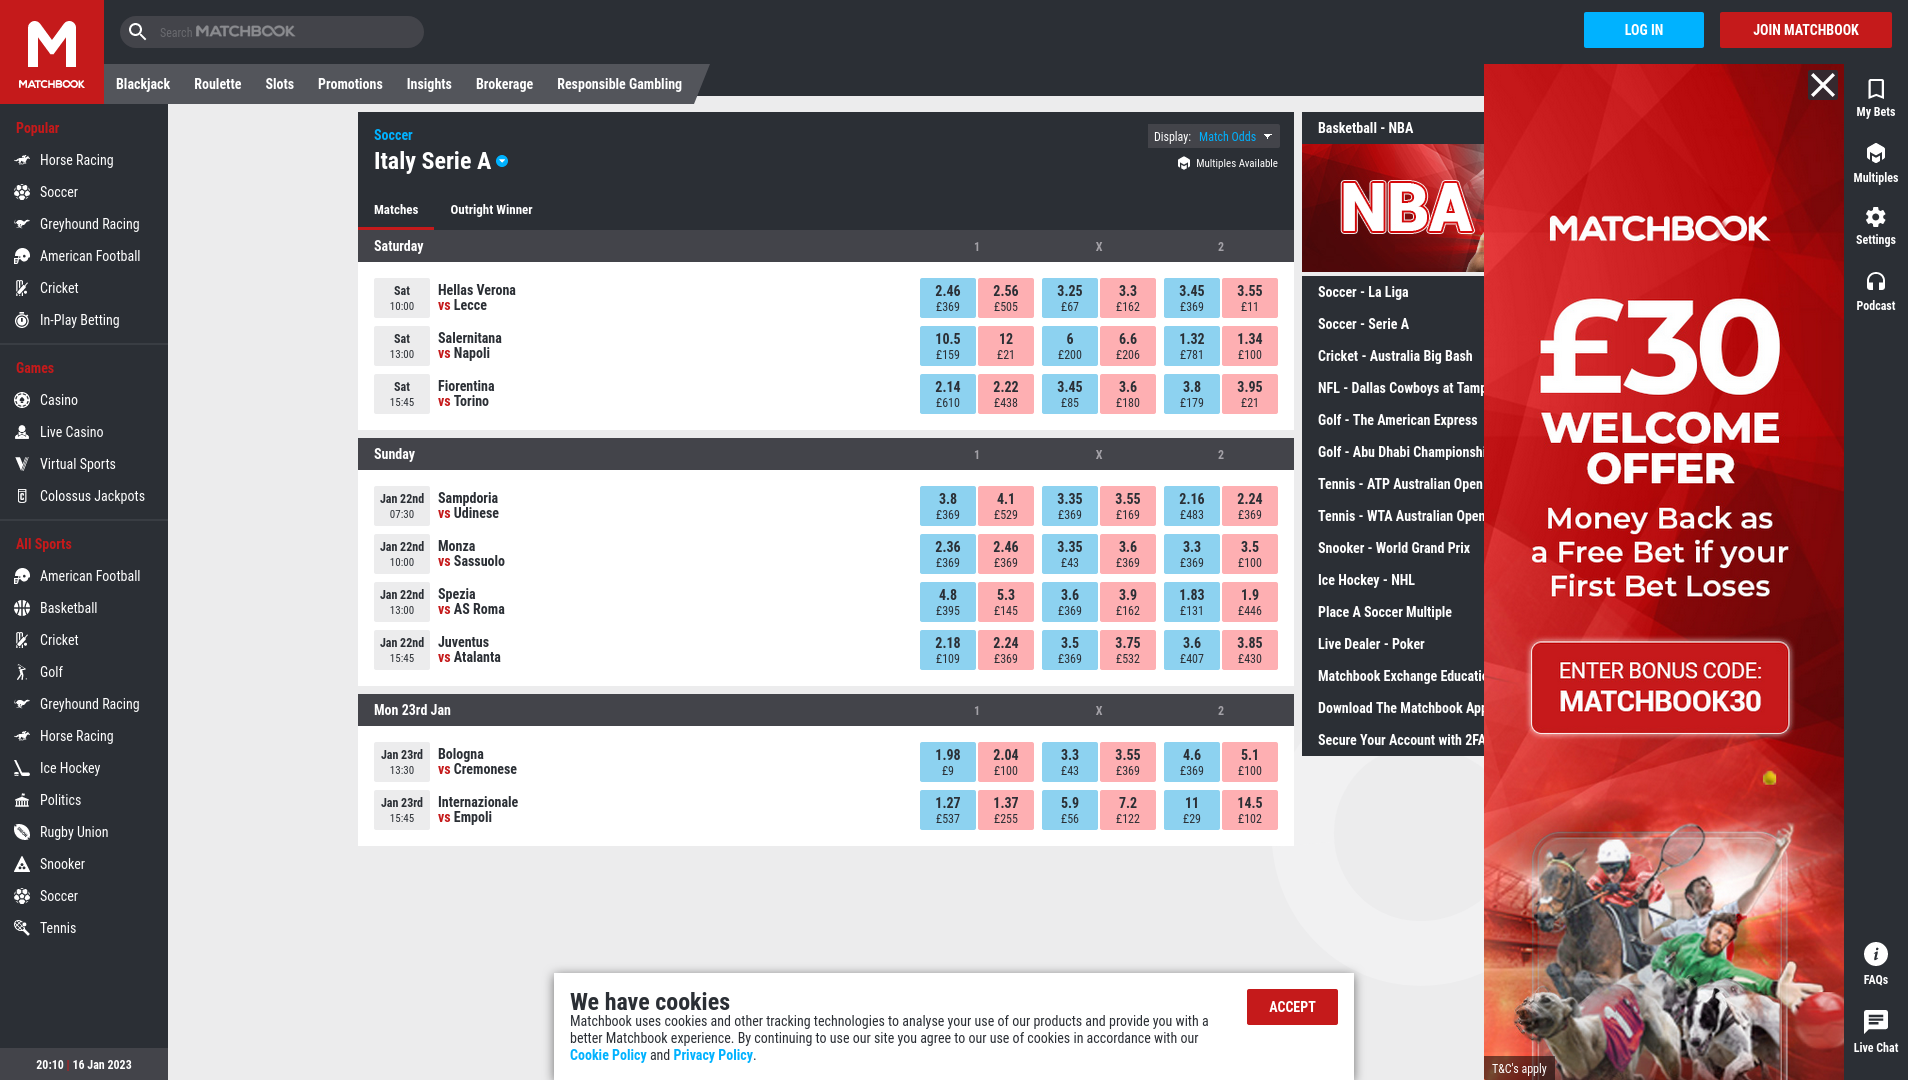 MATCHBOOK
Search MATCHBOOK
LOG IN
JOIN MATCHBOOK
Blackjack
Roulette
Slots
Promotions
Insights
Brokerage
Responsible Gambling
Popular
Horse Racing
Soccer
Greyhound Racing
American Football
Cricket
In-Play Betting
Games
Casino
Live Casino
Virtual Sports
Colossus Jackpots
All Sports
American Football
Basketball
Cricket
Golf
Greyhound Racing
Horse Racing
Ice Hockey
Politics
Rugby Union
Snooker
Soccer
Tennis
20:10 | 16 Jan 2023
Soccer
Italy Serie A
Display: Match Odds
Multiples Available
Matches
Outright Winner
Saturday 1 X 2
Sat Hellas Verona 2.46 2.56 3.25 3.3 3.45 3.55
10:00 vs Lecce £369 £505 £67 £162 £369 £11
Sat Salernitana 10.5 12 6 6.6 1.32 1.34
13:00 vs Napoli £159 £21 £200 £206 £781 £100
Sat Fiorentina 2.14 2.22 3.45 3.6 3.8 3.95
15:45 vs Torino £610 £438 £85 £180 £179 £21
Sunday 1 X 2
Jan 22nd Sampdoria 3.8 4.1 3.35 3.55 2.16 2.24
07:30 vs Udinese £369 £529 £369 £169 £483 £369
Jan 22nd Monza 2.36 2.46 3.35 3.6 3.3 3.5
10:00 vs Sassuolo £369 £369 £43 £369 £369 £100
Jan 22nd Spezia 4.8 5.3 3.6 3.9 1.83 1.9
13:00 vs AS Roma £395 £145 £369 £162 £131 £446
Jan 22nd Juventus 2.18 2.24 3.5 3.75 3.6 3.85
15:45 vs Atalanta £109 £369 £369 £532 £407 £430
Mon 23rd Jan 1 X 2
Jan 23rd Bologna 1.98 2.04 3.3 3.55 4.6 5.1
13:30 vs Cremonese £9 £100 £43 £369 £369 £100
Jan 23rd Internazionale 1.27 1.37 5.9 7.2 11 14.5
15:45 vs Empoli £537 £255 £56 £122 £29 £102
Basketball - NBA
NBA
Soccer - La Liga
Soccer - Serie A
Cricket - Australia Big Bash
NFL - Dallas Cowboys at Tamp
Golf - The American Express
Golf - Abu Dhabi Championshi
Tennis - ATP Australian Open
Tennis - WTA Australian Open
Snooker - World Grand Prix
Ice Hockey - NHL
Place A Soccer Multiple
Live Dealer - Poker
Matchbook Exchange Educati
Download The Matchbook App
Secure Your Account with 2FA
MATCHBOOK
£30
WELCOME
OFFER
Money Back as
a Free Bet if your
First Bet Loses
ENTER BONUS CODE:
MATCHBOOK30
1
T&C's apply
My Bets
Multiples
Settings
Podcast
FAQs
Live Chat
We have cookies
Matchbook uses cookies and other tracking technologies to analyse your use of our products and provide you with a
better Matchbook experience. By continuing to use our site you agree to our use of cookies in accordance with our
Cookie Policy and Privacy Policy.
ACCEPT